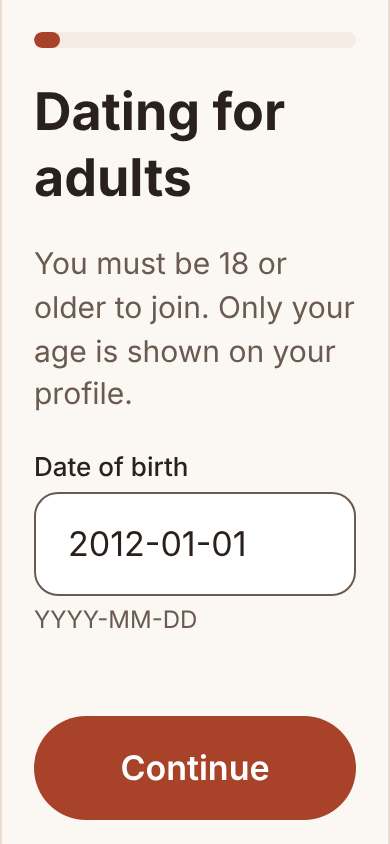 Dating for
adults
You must be 18 or
older to join. Only your
age is shown on your
profile.
Date of birth
2012-01-01
YYYY-MM-DD
Continue